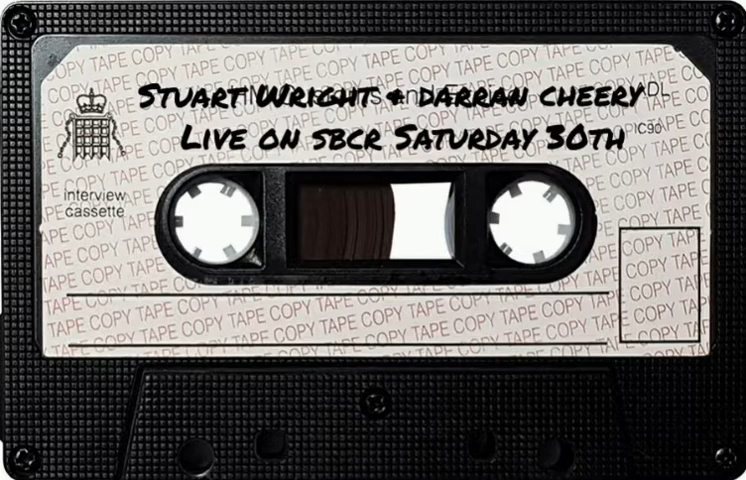 STUART WRIGHT & DARRAN CHEERY
LIVE ON SBCR SATURDAY 30TH
IC90
interview
cassette
TAPE COPY TAPE COPY TAPE COPY TAPE COPY TAPE COPY